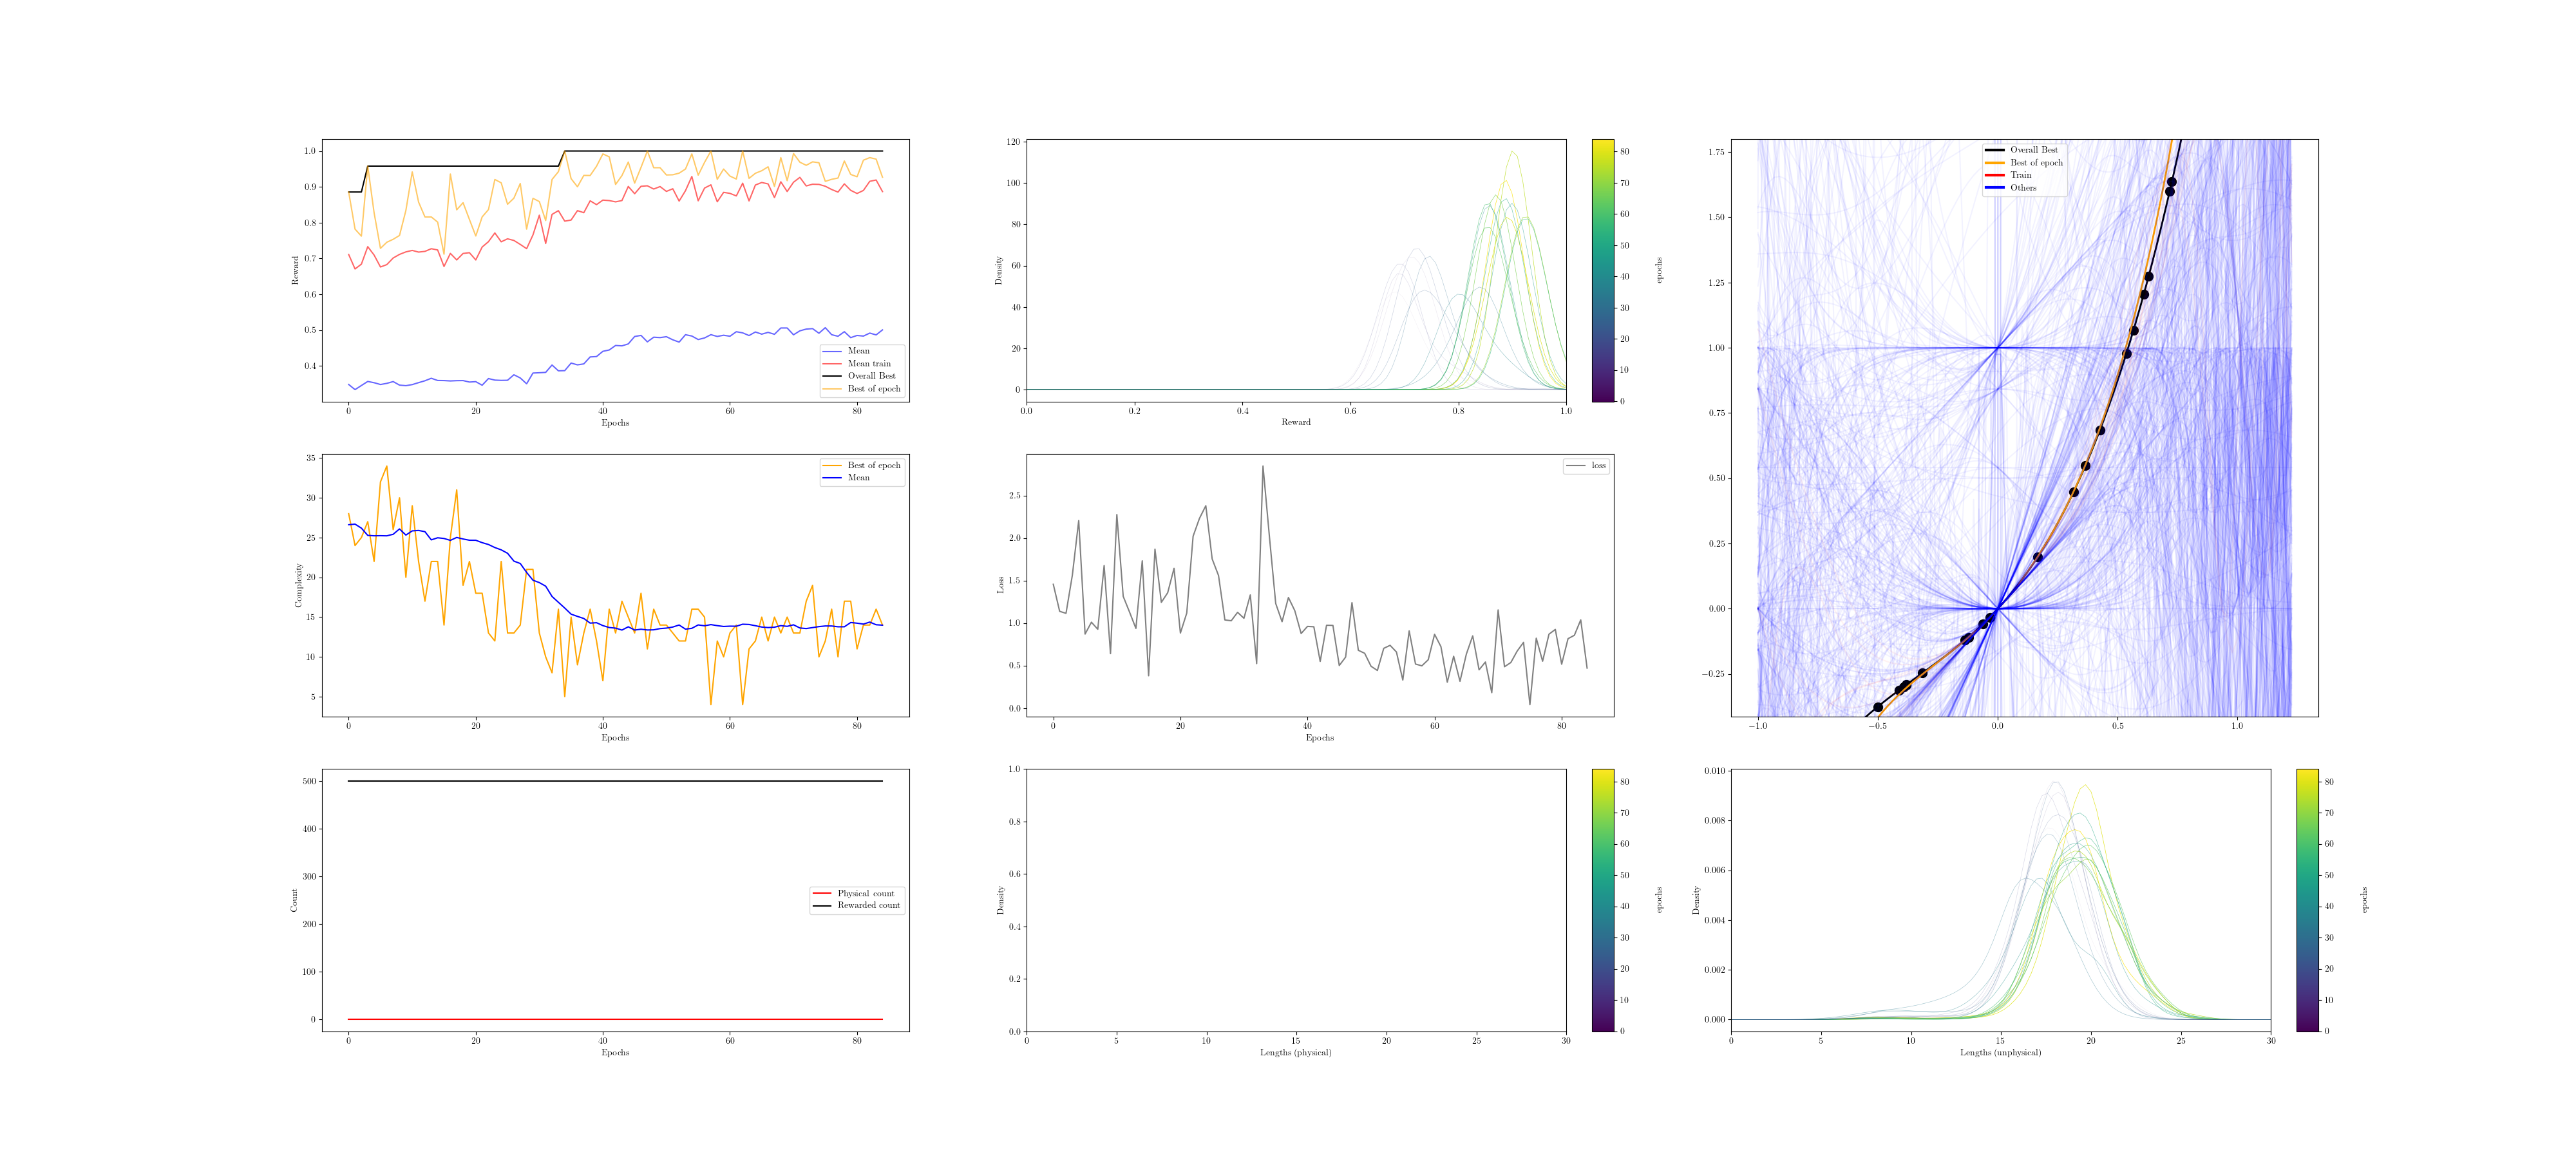 1.0
0.9
0.8
0.7
0.6
0.5
0.4
Reward
Mean
Mean train
Overall Best
Best of epoch
0 20 40 60 80
Epochs
120
100
80
60
40
20
0
Density
0.0 0.2 0.4 0.6 0.8 1.0
Reward
80
70
60
50
40
30
20
10
0
epochs
1.75
1.50
1.25
1.00
0.75
0.50
0.25
0.00
−0.25
Overall Best
Best of epoch
Train
Others
−1.0 −0.5 0.0 0.5 1.0
35
30
25
20
15
10
5
Complexity
Best of epoch
Mean
0 20 40 60 80
Epochs
2.5
2.0
1.5
1.0
0.5
0.0
Loss
loss
0 20 40 60 80
Epochs
500
400
300
200
100
0
Count
Physical count
Rewarded count
0 20 40 60 80
Epochs
1.0
0.8
0.6
0.4
0.2
0.0
Density
0 5 10 15 20 25 30
Lengths (physical)
80
70
60
50
40
30
20
10
0
epochs
0.010
0.008
0.006
0.004
0.002
0.000
Density
0 5 10 15 20 25 30
Lengths (unphysical)
80
70
60
50
40
30
20
10
0
epochs